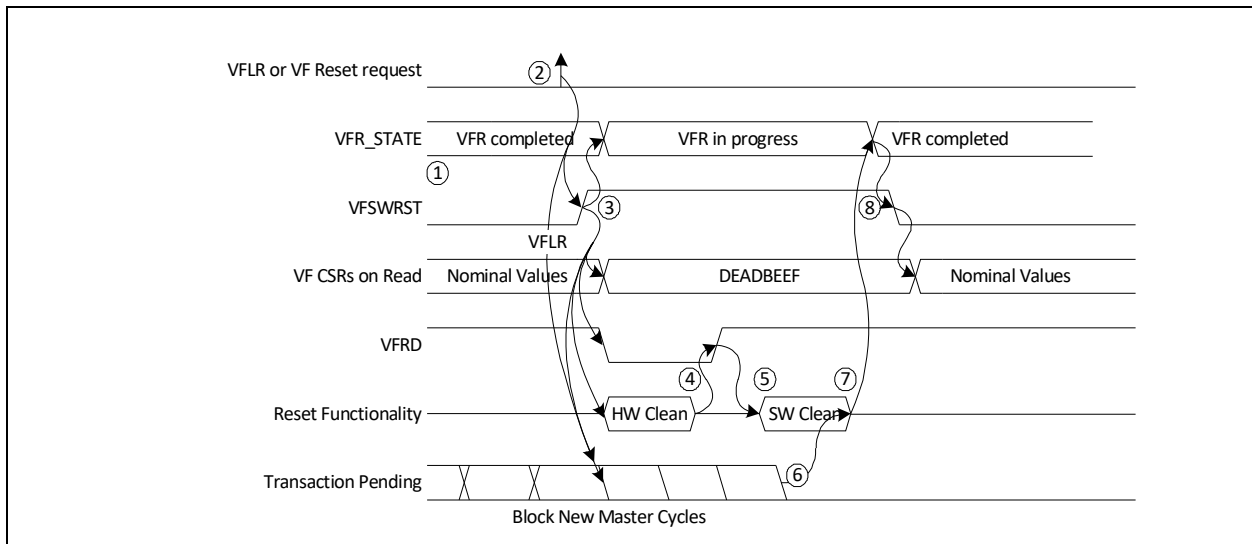 VFLR or VF Reset request
②
VFR_STATE
VFR completed
VFR in progress
VFR completed
①
VFSWRST
③
⑧
VFLR
VF CSRs on Read
Nominal Values
DEADBEEF
Nominal Values
VFRD
④
⑤
⑦
Reset Functionality
HW Clean
SW Clean
Transaction Pending
⑥
Block New Master Cycles